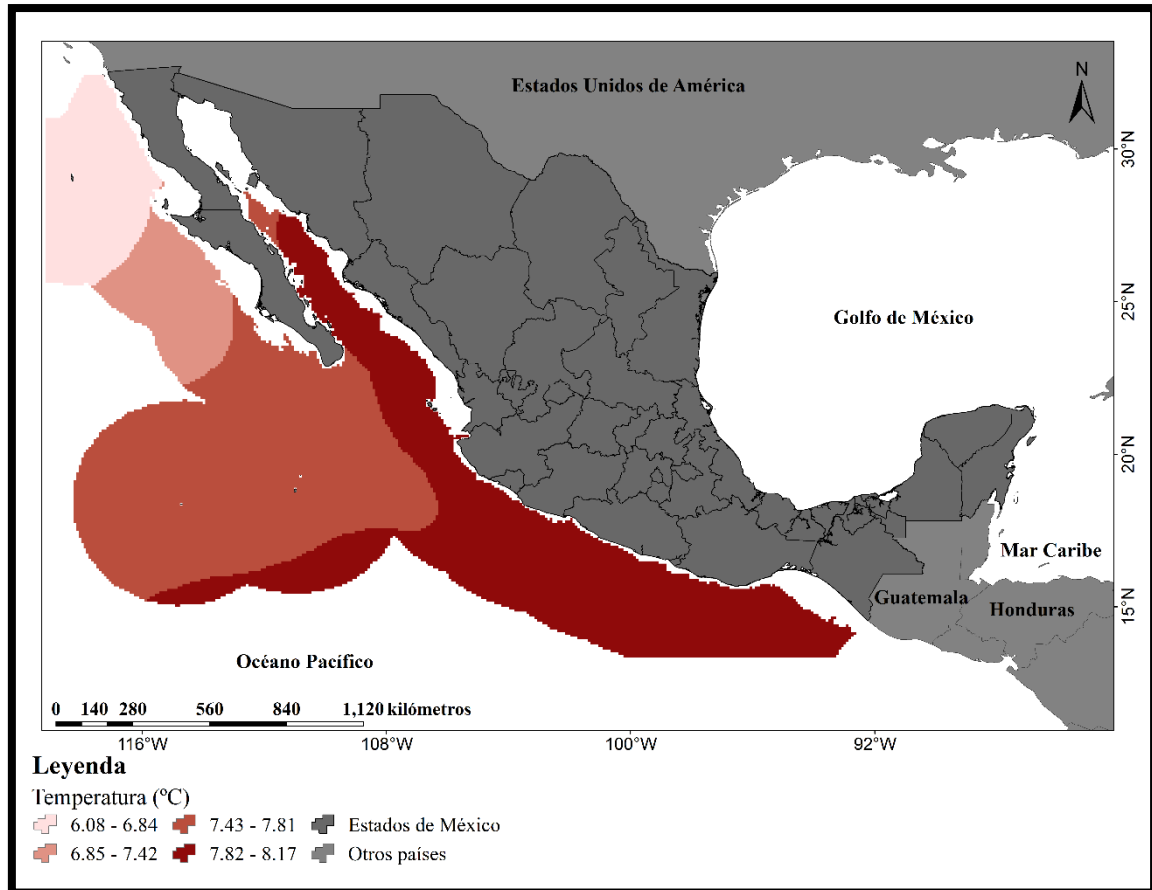 Estados Unidos de América
N
30°N
25°N
Golfo de México
20°N
Mar Caribe
Guatemala
Honduras
15°N
Océano Pacífico
0 140 280 560 840 1,120 kilómetros
116°W 108°W 100°W 92°W
Leyenda
Temperatura (ºC)
6.08 - 6.84 7.43 - 7.81 Estados de México
6.85 - 7.42 7.82 - 8.17 Otros países